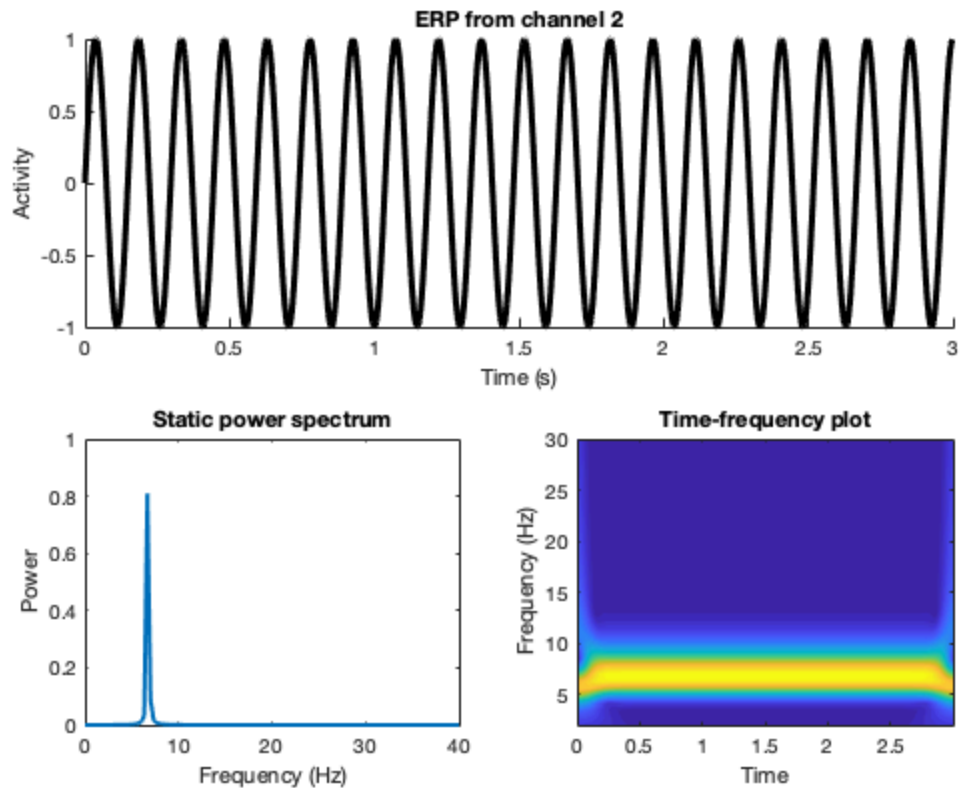 ERP from channel 2
1
0.5
0
-0.5
-1
Activity
0 0.5 1 1.5 2 2.5 3
Time (s)
Static power spectrum
1
0.8
0.6
0.4
0.2
0
Power
0 10 20 30 40
Frequency (Hz)
Time-frequency plot
30
25
20
15
10
5
Frequency (Hz)
0 0.5 1 1.5 2 2.5
Time